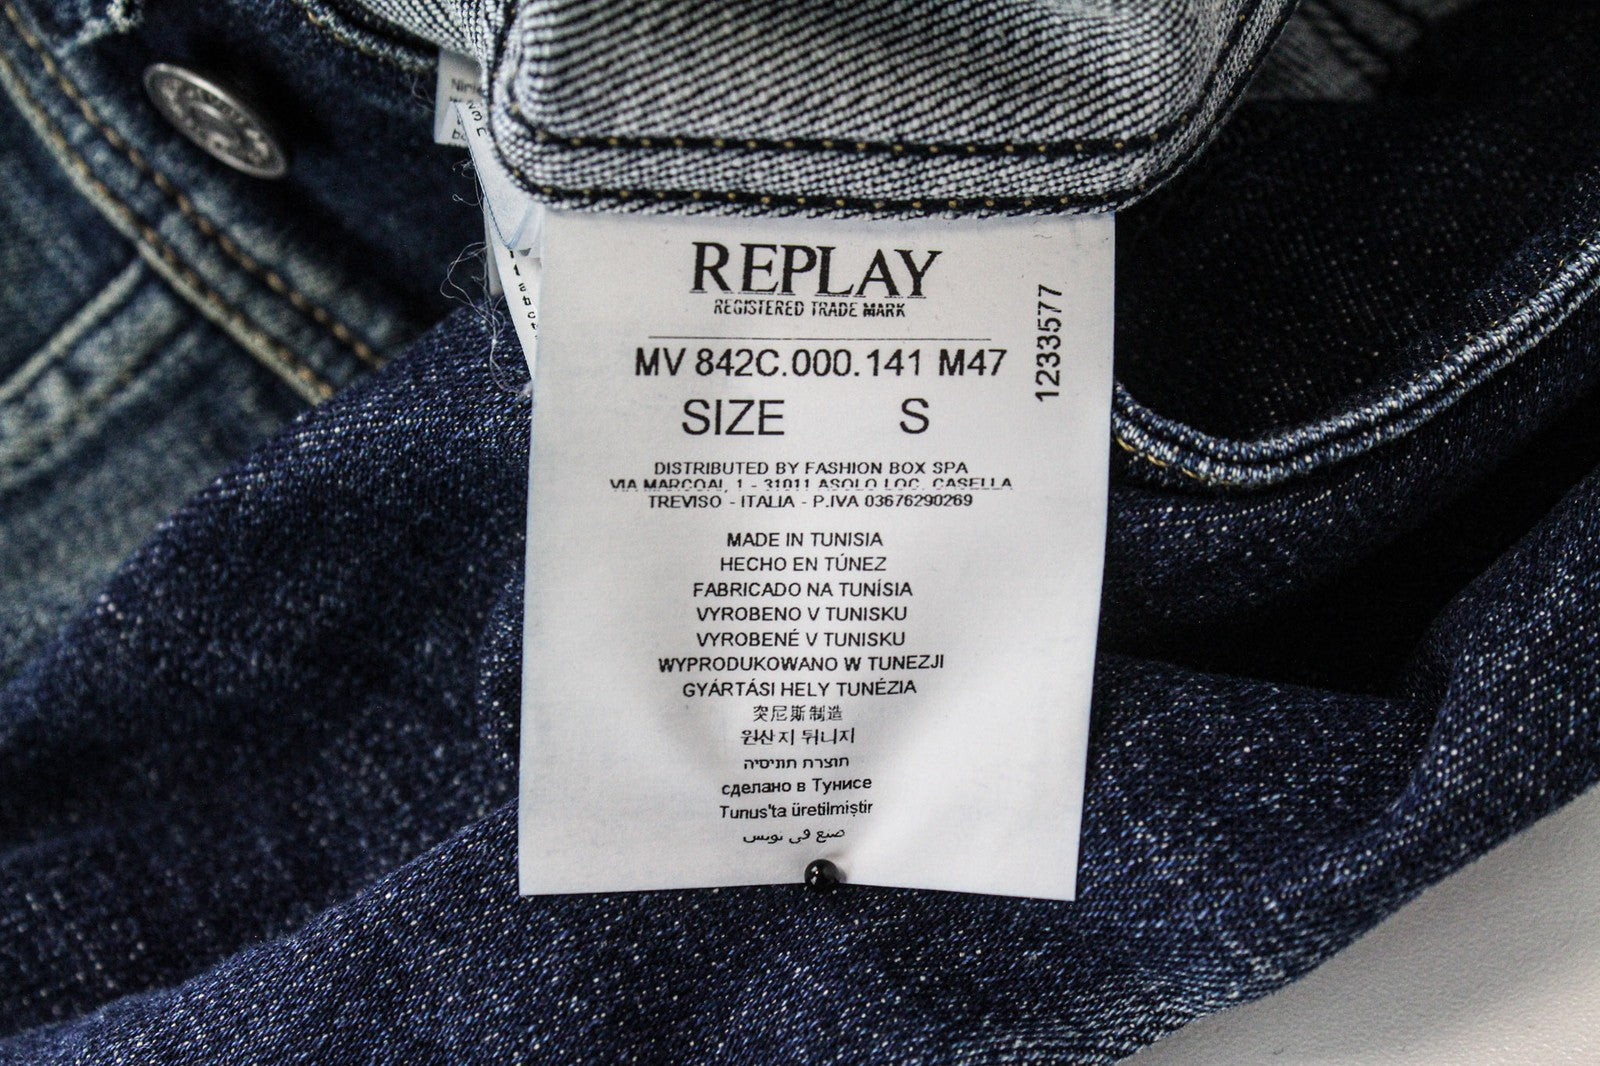 REPLAY
REGISTERED TRADE MARK
MV 842C.000.141 M47
12333577
SIZE S
DISTRIBUTED BY FASHION BOX SPA
VIA MARCOAI, 1 - 31011 ASOLO LOC. CASELLA
TREVISO - ITALIA - P.IVA 03676290269
MADE IN TUNISIA
HECHO EN TÚNEZ
FABRICADO NA TUNÍSIA
VYROBENO V TUNISKU
VYROBENÉ V TUNISKU
WYPRODUKOWANO W TUNEZJI
GYÁRTÁSI HELY TUNÉZIA
突尼斯制造
원산지 튀니지
תוצרת תוניסיה
сделано в Тунисе
Tunus'ta üretilmiştir
صنع في تونس